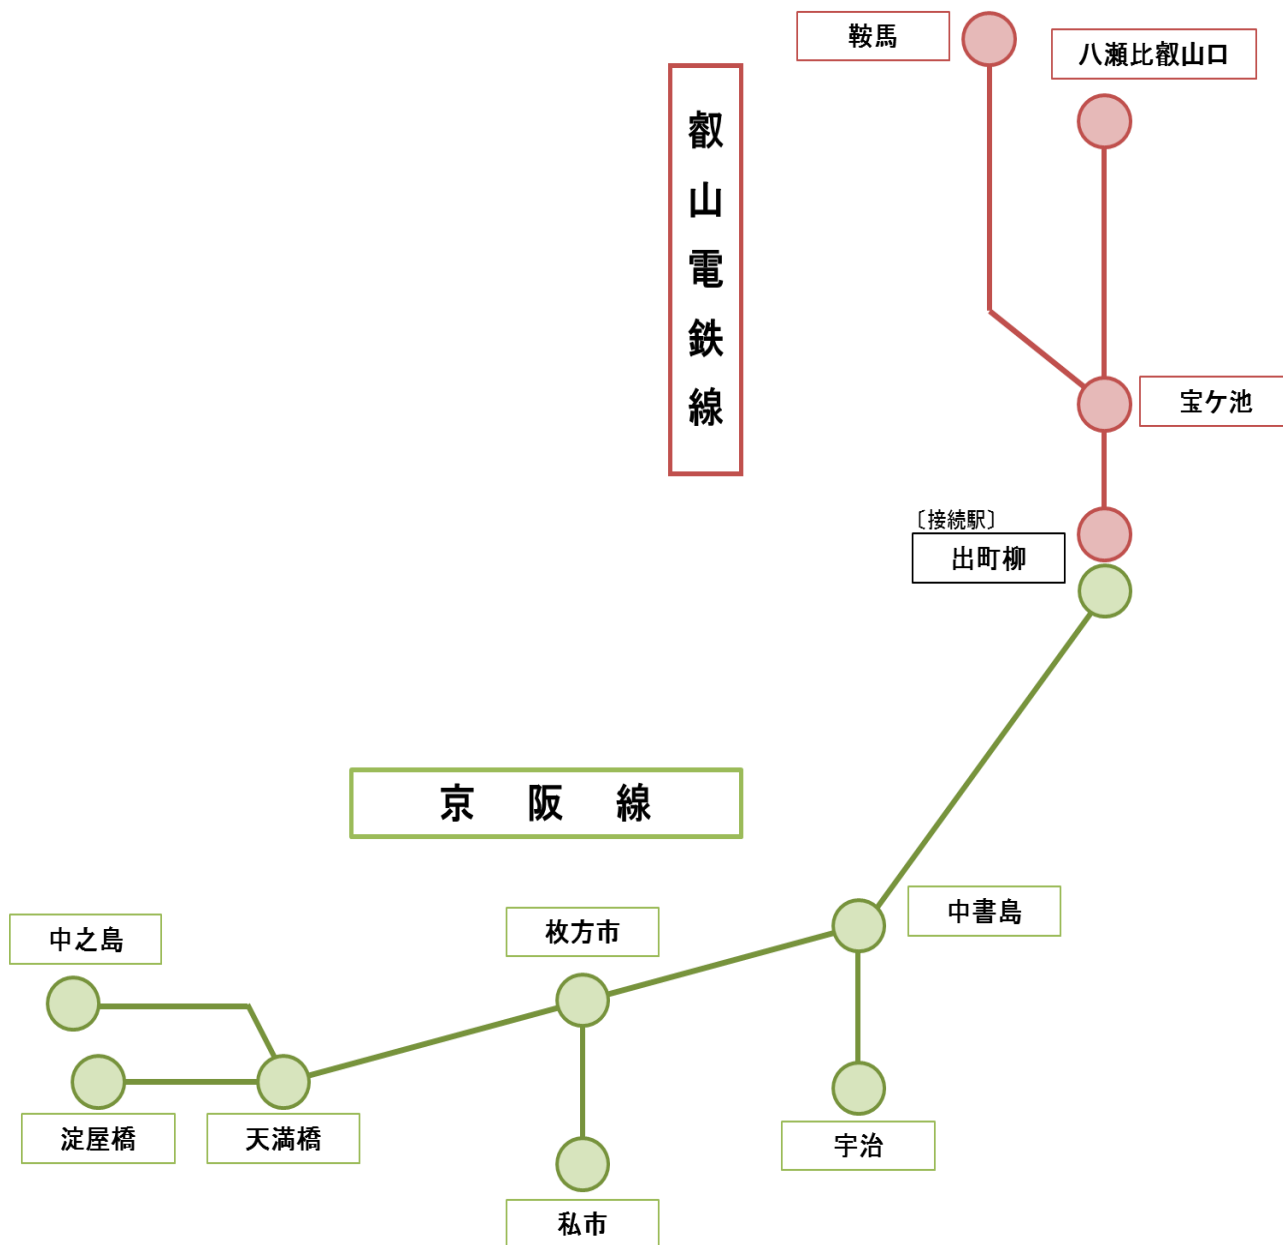 鞍馬
八瀬比叡山口
叡山電鉄線
宝ケ池
〔接続駅〕
出町柳
京阪線
中書島
枚方市
中之島
淀屋橋
天満橋
宇治
私市